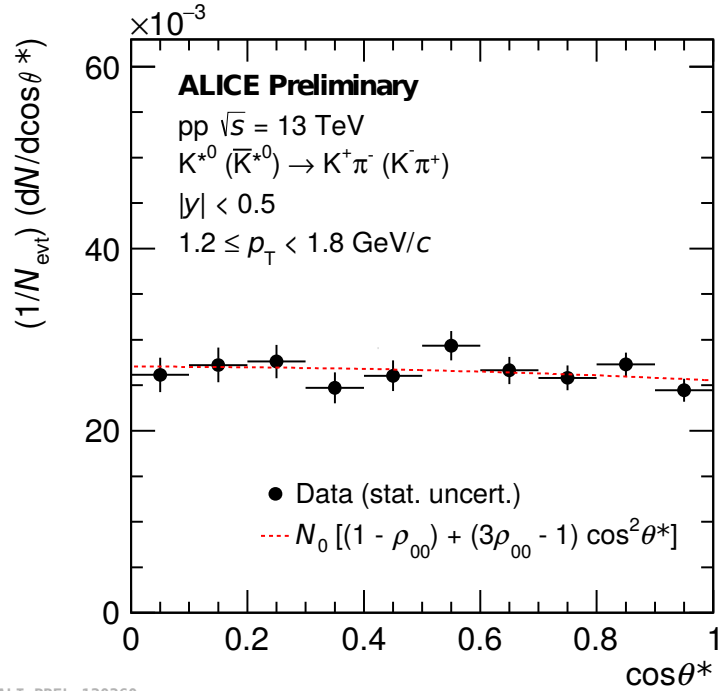 ×10⁻³
ALICE Preliminary
pp √s = 13 TeV
K*⁰ (K̅*⁰) → K⁺π⁻ (K⁻π⁺)
|y| < 0.5
1.2 ≤ p_T < 1.8 GeV/c
(1/N_evt) (dN/dcosθ*)
60
40
20
0
Data (stat. uncert.)
N₀ [(1 - ρ₀₀) + (3ρ₀₀ - 1) cos²θ*]
0 0.2 0.4 0.6 0.8 1
cosθ*